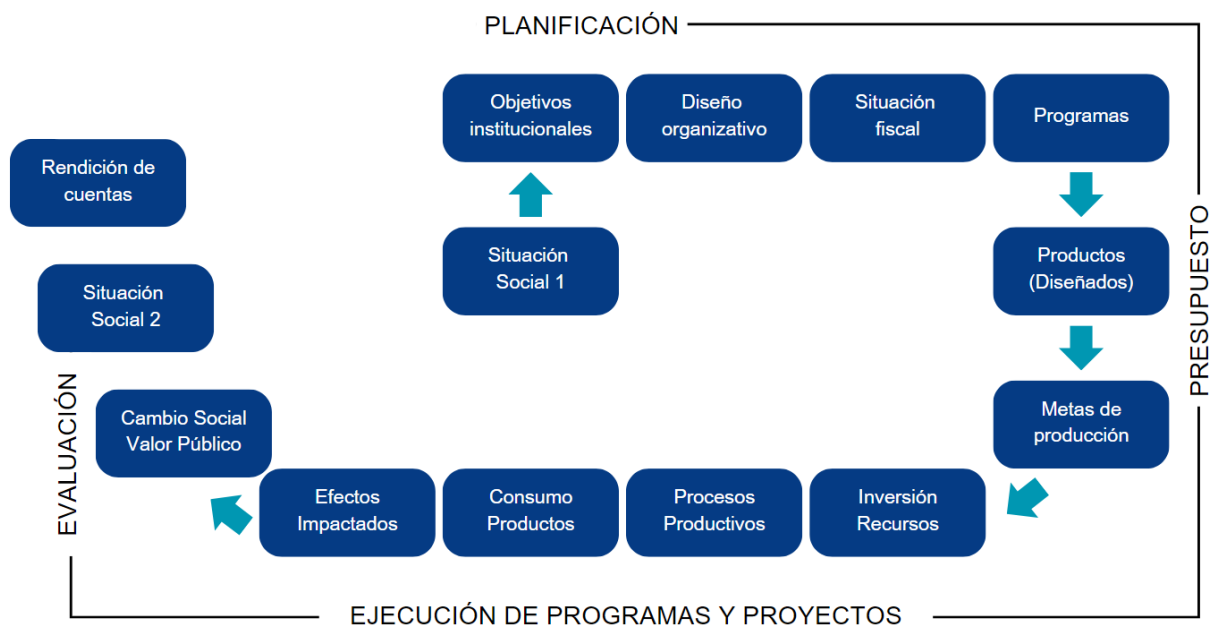 PLANIFICACIÓN
Objetivos
institucionales
Diseño
organizativo
Situación
fiscal
Programas
Rendición de
cuentas
Situación
Social 1
Productos
(Diseñados)
PRESUPUESTO
Situación
Social 2
Metas de
producción
EVALUACIÓN
Cambio Social
Valor Público
Efectos
Impactados
Consumo
Productos
Procesos
Productivos
Inversión
Recursos
EJECUCIÓN DE PROGRAMAS Y PROYECTOS